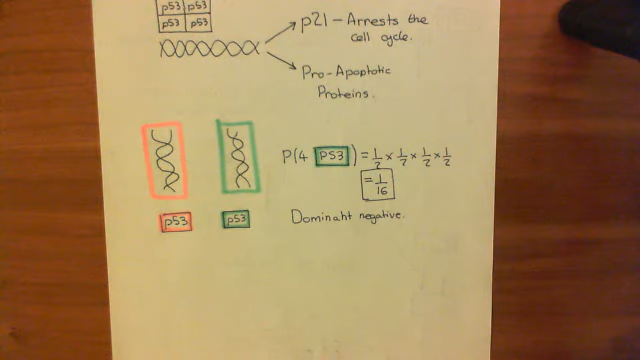 p53 p53
p53 p53
p21 - Arrests the
cell cycle.
Pro-Apoptotic
Proteins.
P(4 p53) = 1/2 × 1/2 × 1/2 × 1/2
= 1/16
p53 p53 Dominant negative.